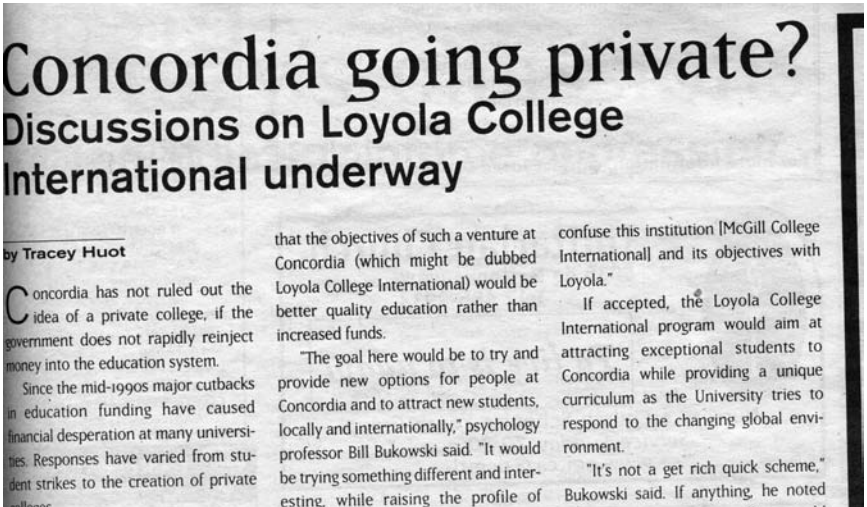 Concordia going private?
Discussions on Loyola College
International underway
by Tracey Huot
Concordia has not ruled out the
idea of a private college, if the
government does not rapidly reinject
money into the education system.
Since the mid-1990s major cutbacks
in education funding have caused
financial desperation at many universi-
ties. Responses have varied from stu-
dent strikes to the creation of private
that the objectives of such a venture at
Concordia (which might be dubbed
Loyola College International) would be
better quality education rather than
increased funds.
"The goal here would be to try and
provide new options for people at
Concordia and to attract new students,
locally and internationally," psychology
professor Bill Bukowski said. "It would
be trying something different and inter-
esting, while raising the profile of
confuse this institution [McGill College
International] and its objectives with
Loyola."
If accepted, the Loyola College
International program would aim at
attracting exceptional students to
Concordia while providing a unique
curriculum as the University tries to
respond to the changing global envi-
ronment.
"It's not a get rich quick scheme,"
Bukowski said. If anything, he noted